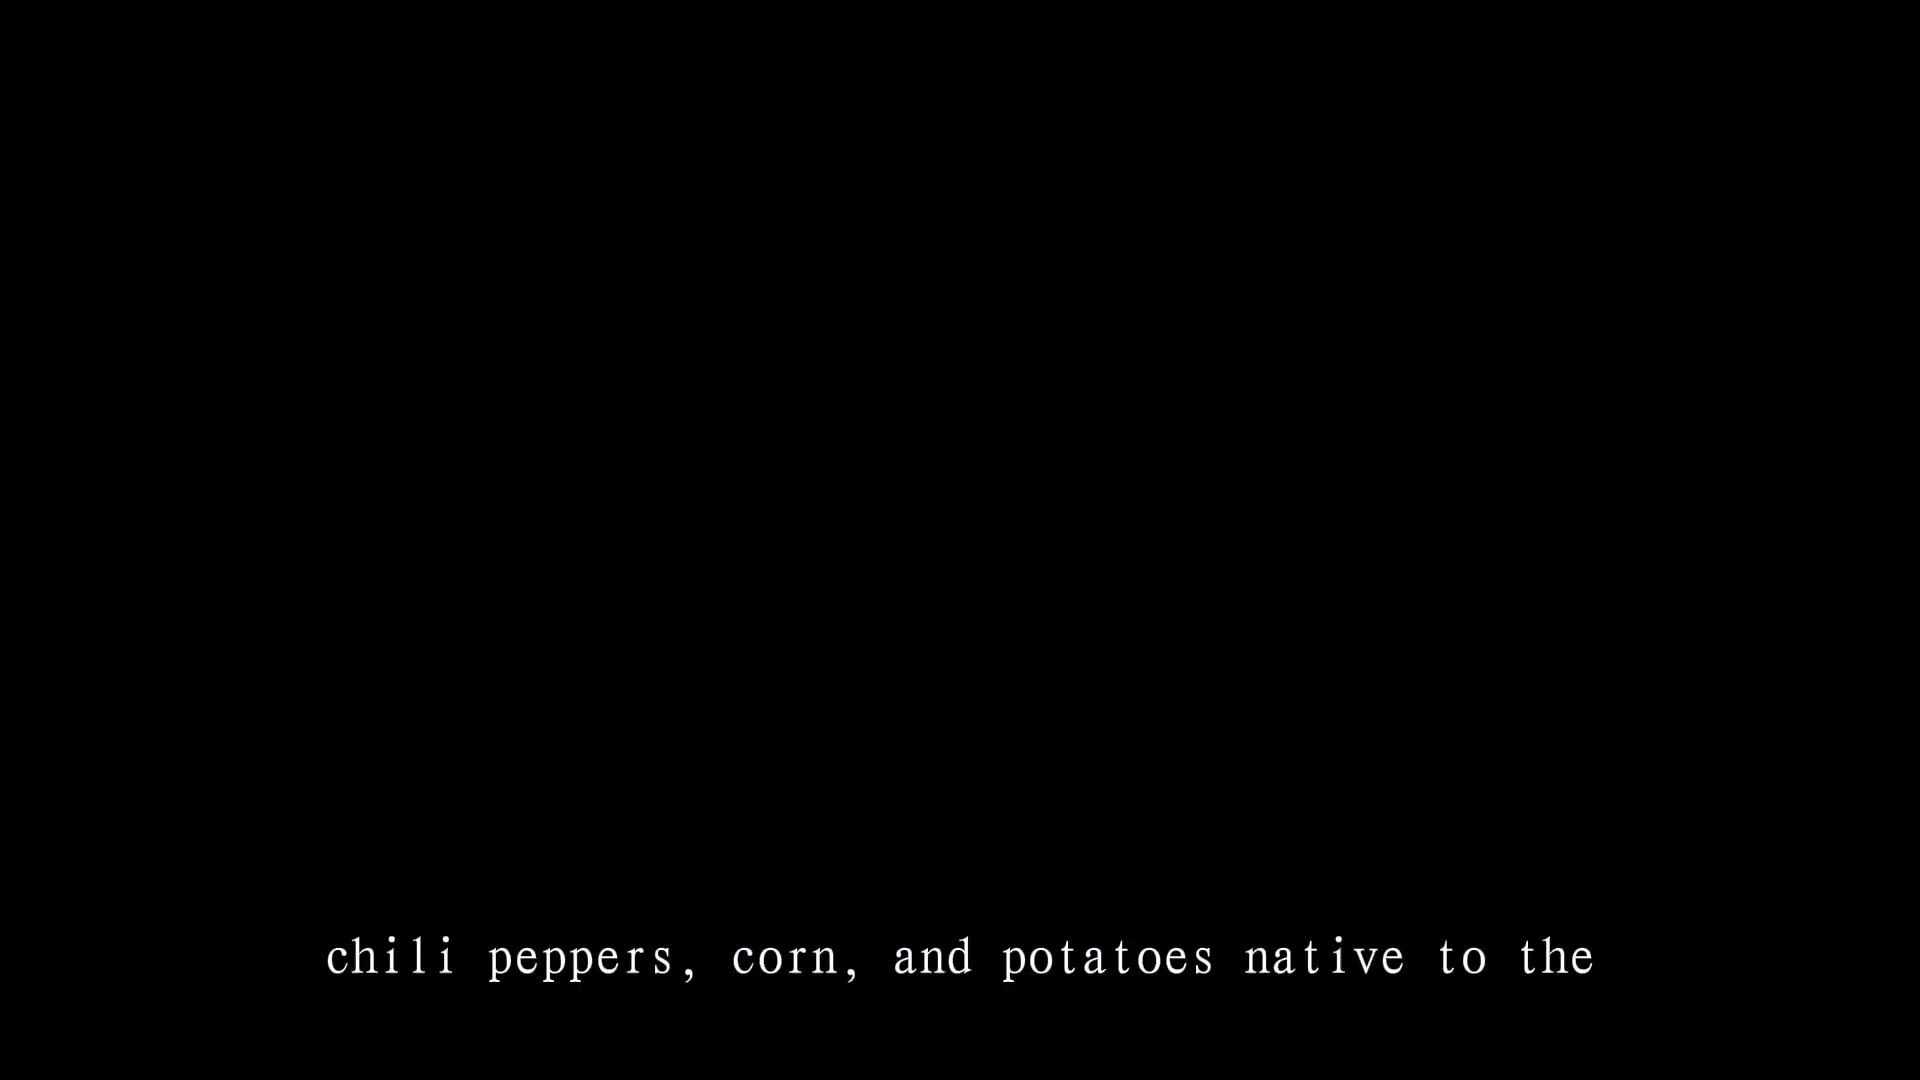 chili peppers, corn, and potatoes native to the